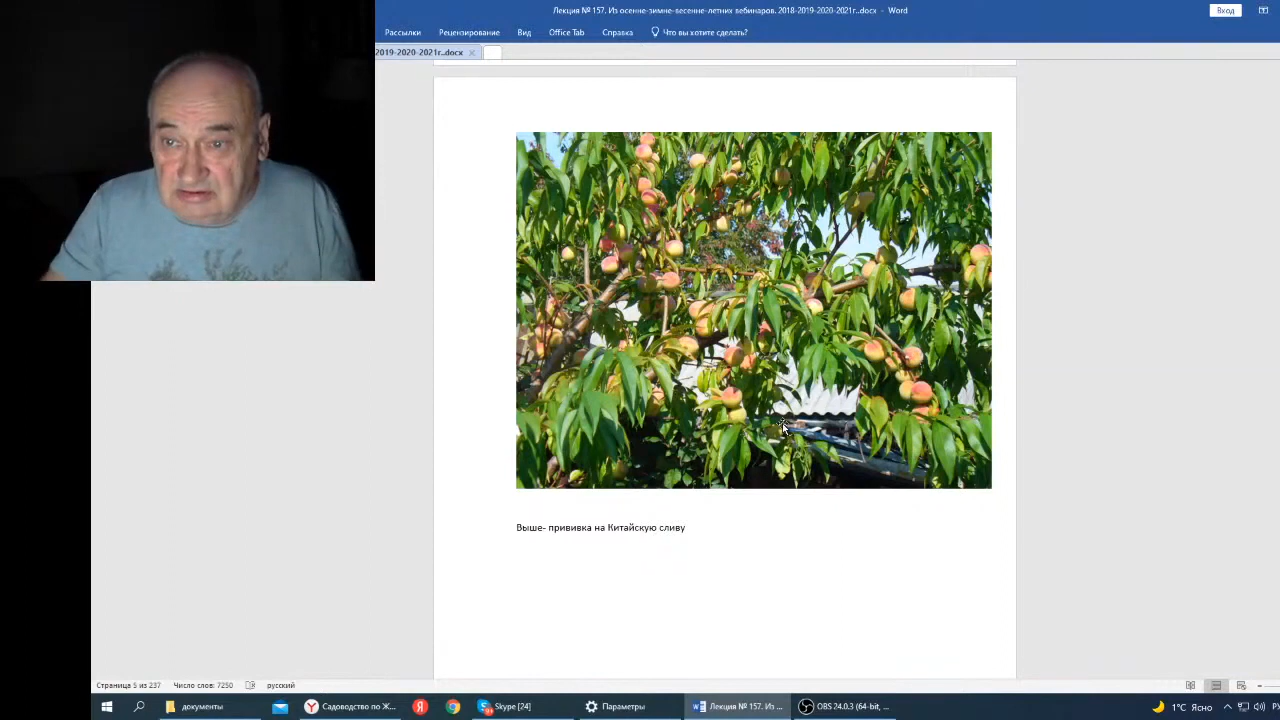 Лекция № 157. Из осенне-зимне-весенне-летних вебинаров. 2018-2019-2020-2021г..docx - Word
Вход
Рассылки Рецензирование Вид Office Tab Справка Что вы хотите сделать?
2019-2020-2021г..docx
Выше- прививка на Китайскую сливу
Страница 5 из 237 Число слов: 7250 русский
документы Садоводство по Ж... Skype [24] Параметры Лекция № 157. Из ... OBS 24.0.3 (64-bit, ... 1°C Ясно